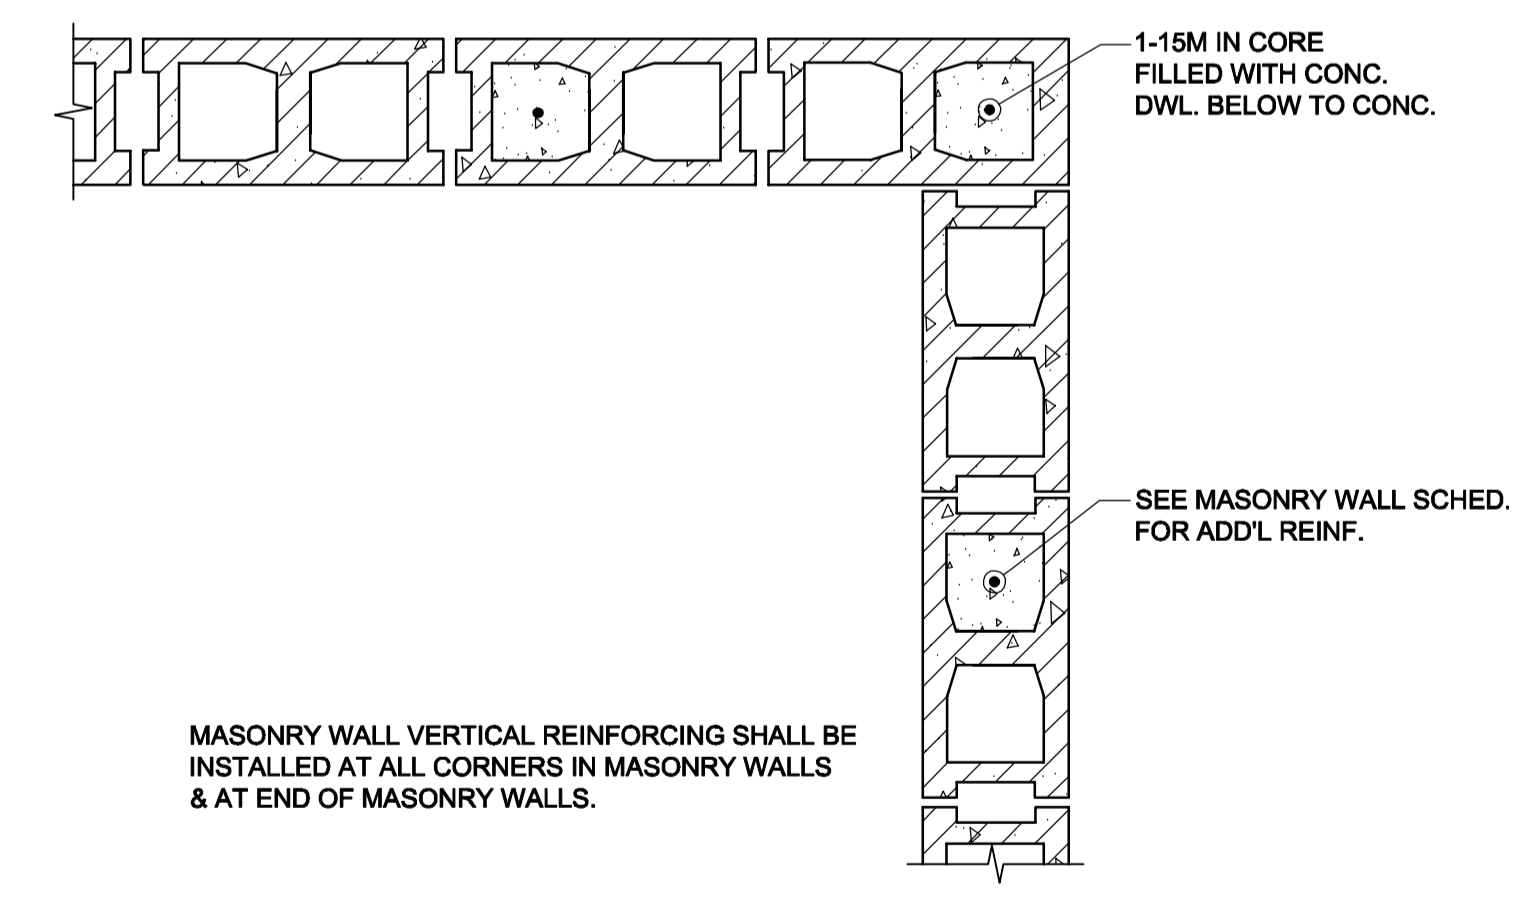 1-15M IN CORE
FILLED WITH CONC.
DWL. BELOW TO CONC.
SEE MASONRY WALL SCHED.
FOR ADD'L REINF.
MASONRY WALL VERTICAL REINFORCING SHALL BE
INSTALLED AT ALL CORNERS IN MASONRY WALLS
& AT END OF MASONRY WALLS.